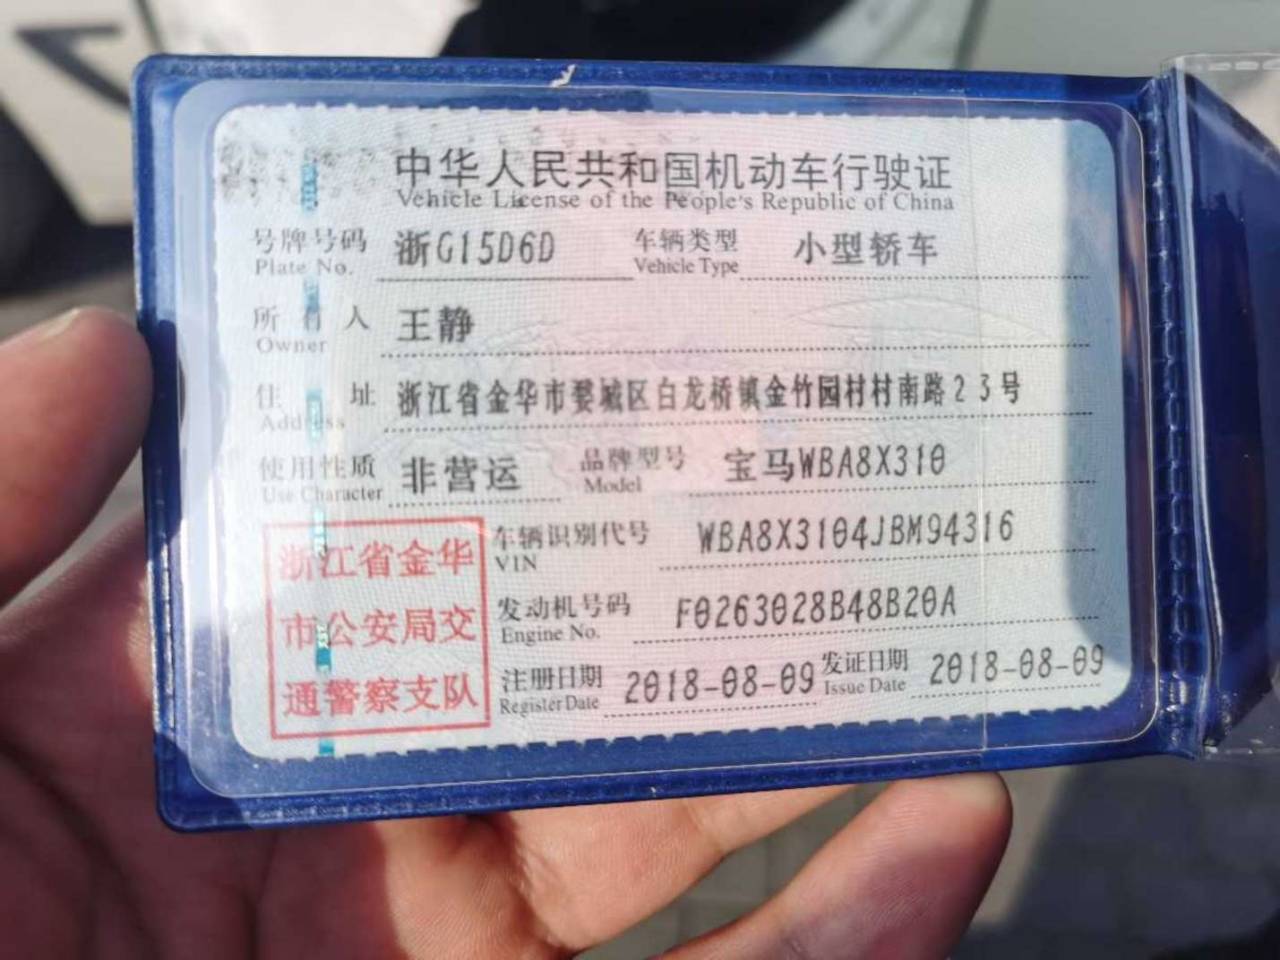 中华人民共和国机动车行驶证
Vehicle License of the People's Republic of China
号牌号码 浙G15D6D 车辆类型 小型轿车
Plate No. Vehicle Type
所有人 王静
Owner
住址 浙江省金华市婺城区白龙桥镇金竹园村村南路23号
Address
使用性质 非营运 品牌型号 宝马WBA8X310
Use Character Model
浙江省金华
市公安局交
通警察支队
车辆识别代号 WBA8X3104JBM94316
VIN
发动机号码 F0263028B48B20A
Engine No.
注册日期 2018-08-09 发证日期 2018-08-09
Register Date Issue Date